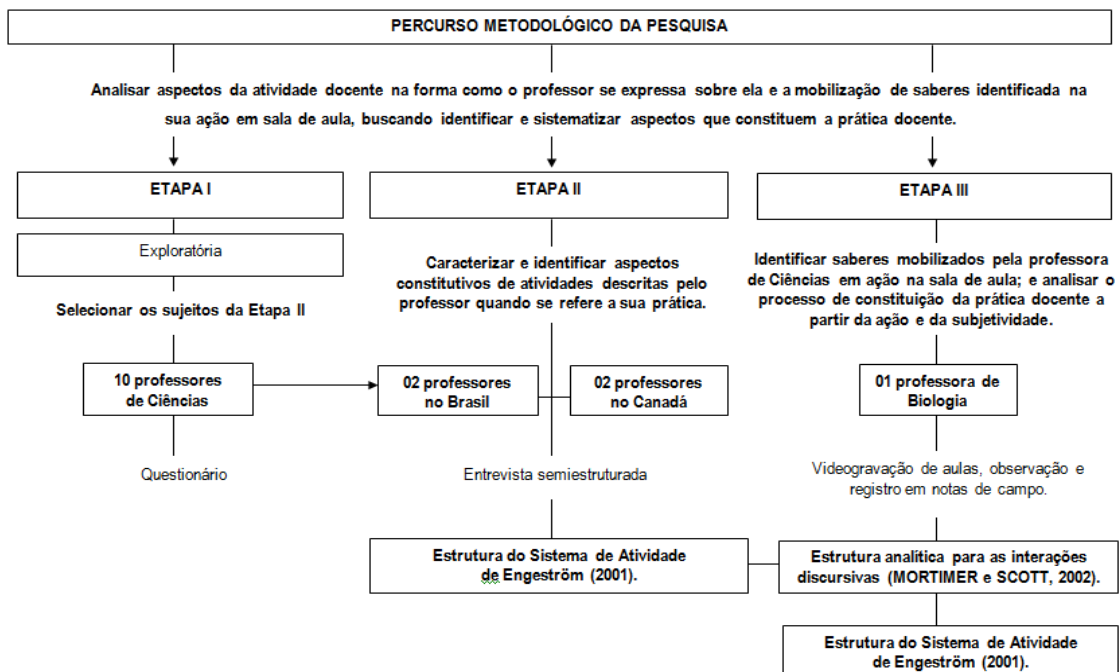 PERCURSO METODOLÓGICO DA PESQUISA
Analisar aspectos da atividade docente na forma como o professor se expressa sobre ela e a mobilização de saberes identificada na
sua ação em sala de aula, buscando identificar e sistematizar aspectos que constituem a prática docente.
ETAPA I
Exploratória
Selecionar os sujeitos da Etapa II
10 professores
de Ciências
Questionário
ETAPA II
Caracterizar e identificar aspectos
constitutivos de atividades descritas pelo
professor quando se refere a sua prática.
02 professores
no Brasil
02 professores
no Canadá
Entrevista semiestruturada
Estrutura do Sistema de Atividade
de Engeström (2001).
ETAPA III
Identificar saberes mobilizados pela professora
de Ciências em ação na sala de aula; e analisar o
processo de constituição da prática docente a
partir da ação e da subjetividade.
01 professora de
Biologia
Videogravação de aulas, observação e
registro em notas de campo.
Estrutura analítica para as interações
discursivas (MORTIMER e SCOTT, 2002).
Estrutura do Sistema de Atividade
de Engeström (2001).